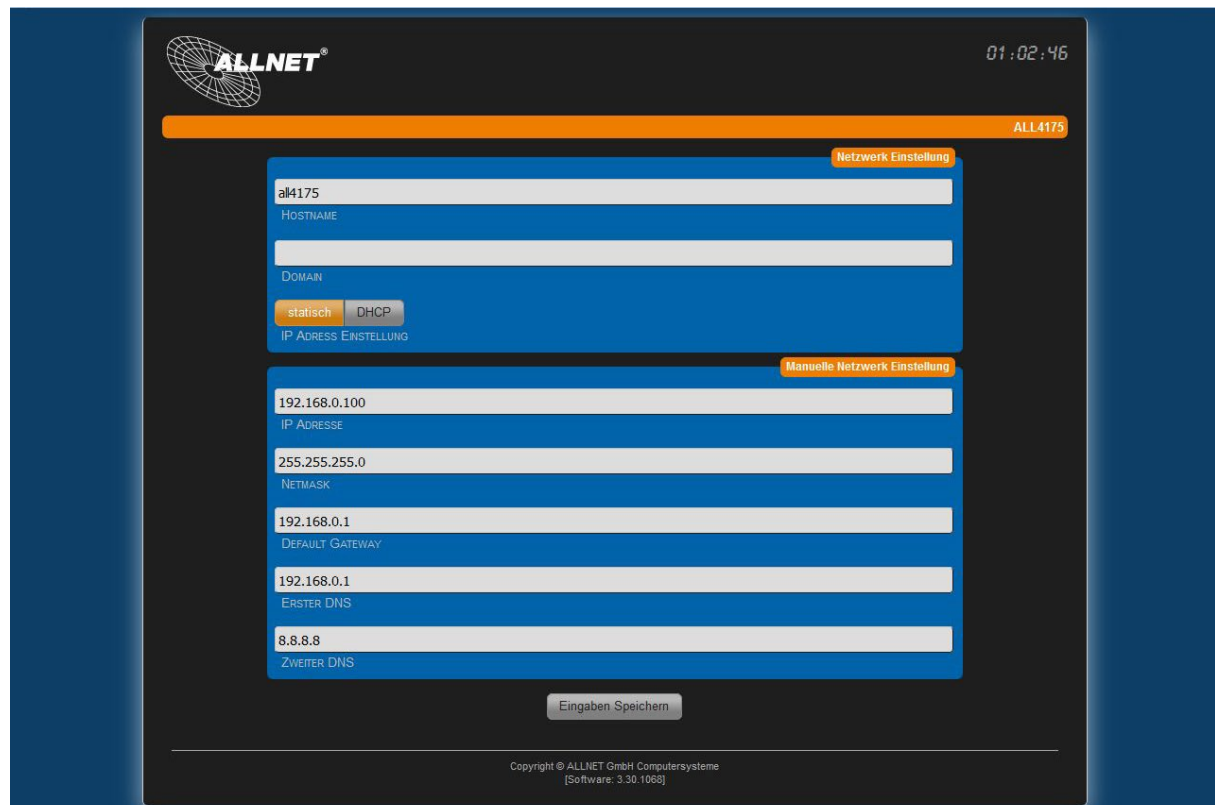 ALLNET®
01:02:46
ALL4175
Netzwerk Einstellung
all4175
HOSTNAME
DOMAIN
statisch DHCP
IP ADRESS EINSTELLUNG
Manuelle Netzwerk Einstellung
192.168.0.100
IP ADRESSE
255.255.255.0
NETMASK
192.168.0.1
DEFAULT GATEWAY
192.168.0.1
ERSTER DNS
8.8.8.8
ZWEITER DNS
Eingaben Speichern
Copyright © ALLNET GmbH Computersysteme
[Software: 3.30.1068]